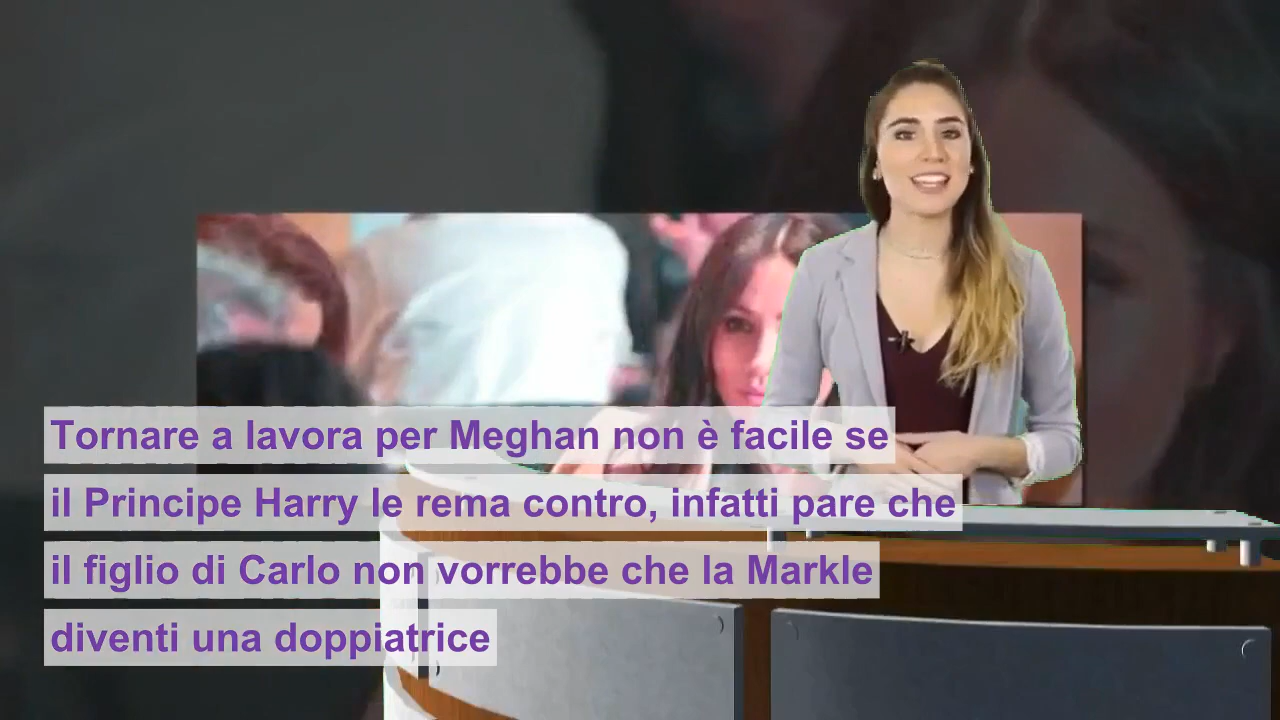 Tornare a lavora per Meghan non è facile se
il Principe Harry le rema contro, infatti pare che
il figlio di Carlo non vorrebbe che la Markle
diventi una doppiatrice